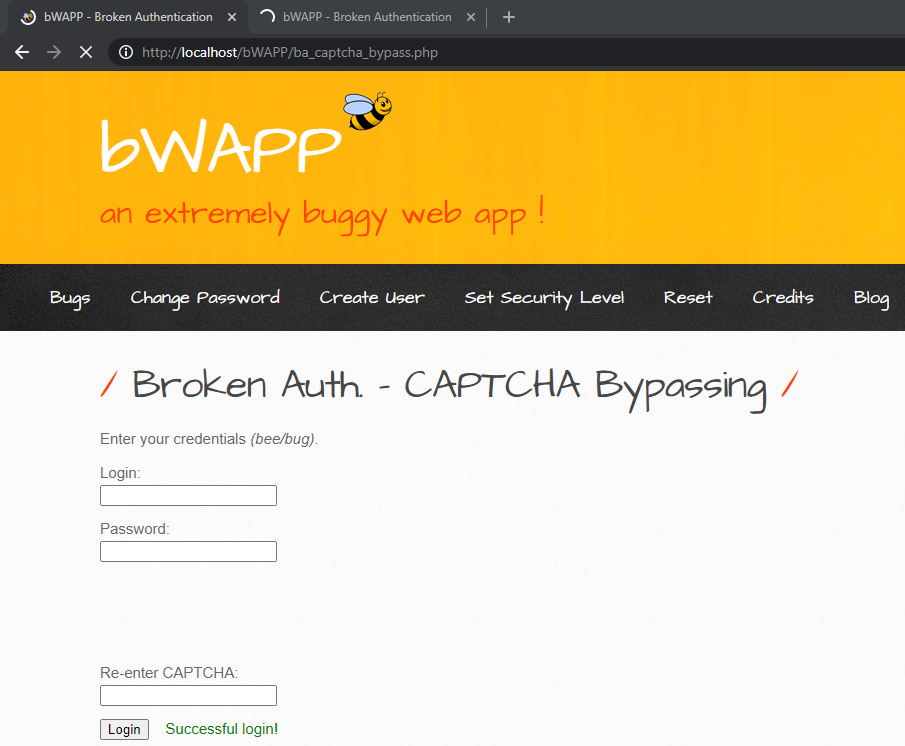 bWAPP - Broken Authentication
bWAPP - Broken Authentication
http://localhost/bWAPP/ba_captcha_bypass.php
bWAPP
an extremely buggy web app !
Bugs Change Password Create User Set Security Level Reset Credits Blog
/ Broken Auth. - CAPTCHA Bypassing /
Enter your credentials (bee/bug).
Login:
Password:
Re-enter CAPTCHA:
Login Successful login!